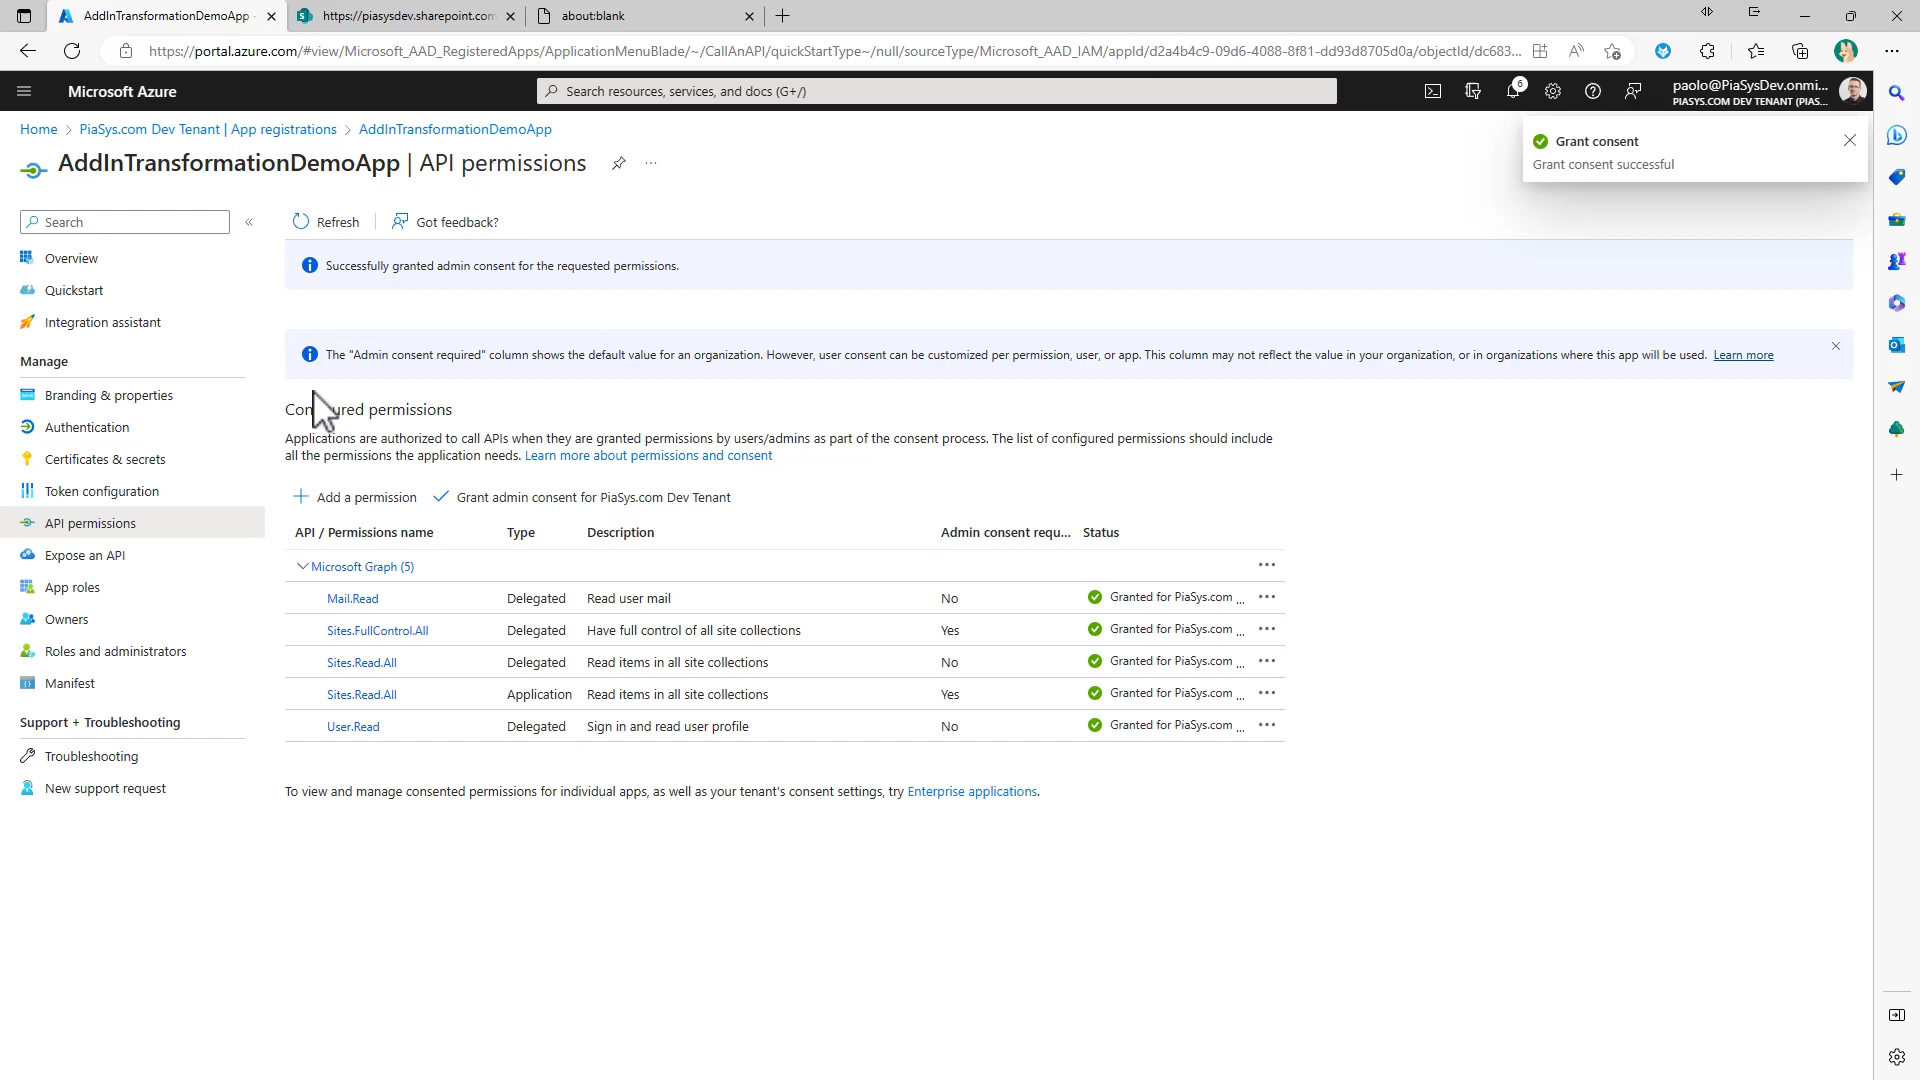 AddInTransformationDemoApp -
https://piasysdev.sharepoint.com
about:blank
https://portal.azure.com/#view/Microsoft_AAD_RegisteredApps/ApplicationMenuBlade/~/CallAnAPI/quickStartType~/null/sourceType/Microsoft_AAD_IAM/appId/d2a4b4c9-09d6-4088-8f81-dd93d8705d0a/objectId/dc683...
Microsoft Azure
Search resources, services, and docs (G+/)
6
paolo@PiaSysDev.onmi...
PIASYS.COM DEV TENANT (PIAS...
Home > PiaSys.com Dev Tenant | App registrations > AddInTransformationDemoApp
AddInTransformationDemoApp | API permissions
Grant consent
Grant consent successful
Search
Refresh
Got feedback?
Successfully granted admin consent for the requested permissions.
Overview
Quickstart
Integration assistant
Manage
Branding & properties
Authentication
Certificates & secrets
Token configuration
API permissions
Expose an API
App roles
Owners
Roles and administrators
Manifest
Support + Troubleshooting
Troubleshooting
New support request
The "Admin consent required" column shows the default value for an organization. However, user consent can be customized per permission, user, or app. This column may not reflect the value in your organization, or in organizations where this app will be used. Learn more
Configured permissions
Applications are authorized to call APIs when they are granted permissions by users/admins as part of the consent process. The list of configured permissions should include
all the permissions the application needs. Learn more about permissions and consent
Add a permission
Grant admin consent for PiaSys.com Dev Tenant
API / Permissions name Type Description Admin consent requ... Status
Microsoft Graph (5)
Mail.Read Delegated Read user mail No Granted for PiaSys.com ...
Sites.FullControl.All Delegated Have full control of all site collections Yes Granted for PiaSys.com ...
Sites.Read.All Delegated Read items in all site collections No Granted for PiaSys.com ...
Sites.Read.All Application Read items in all site collections Yes Granted for PiaSys.com ...
User.Read Delegated Sign in and read user profile No Granted for PiaSys.com ...
To view and manage consented permissions for individual apps, as well as your tenant's consent settings, try Enterprise applications.